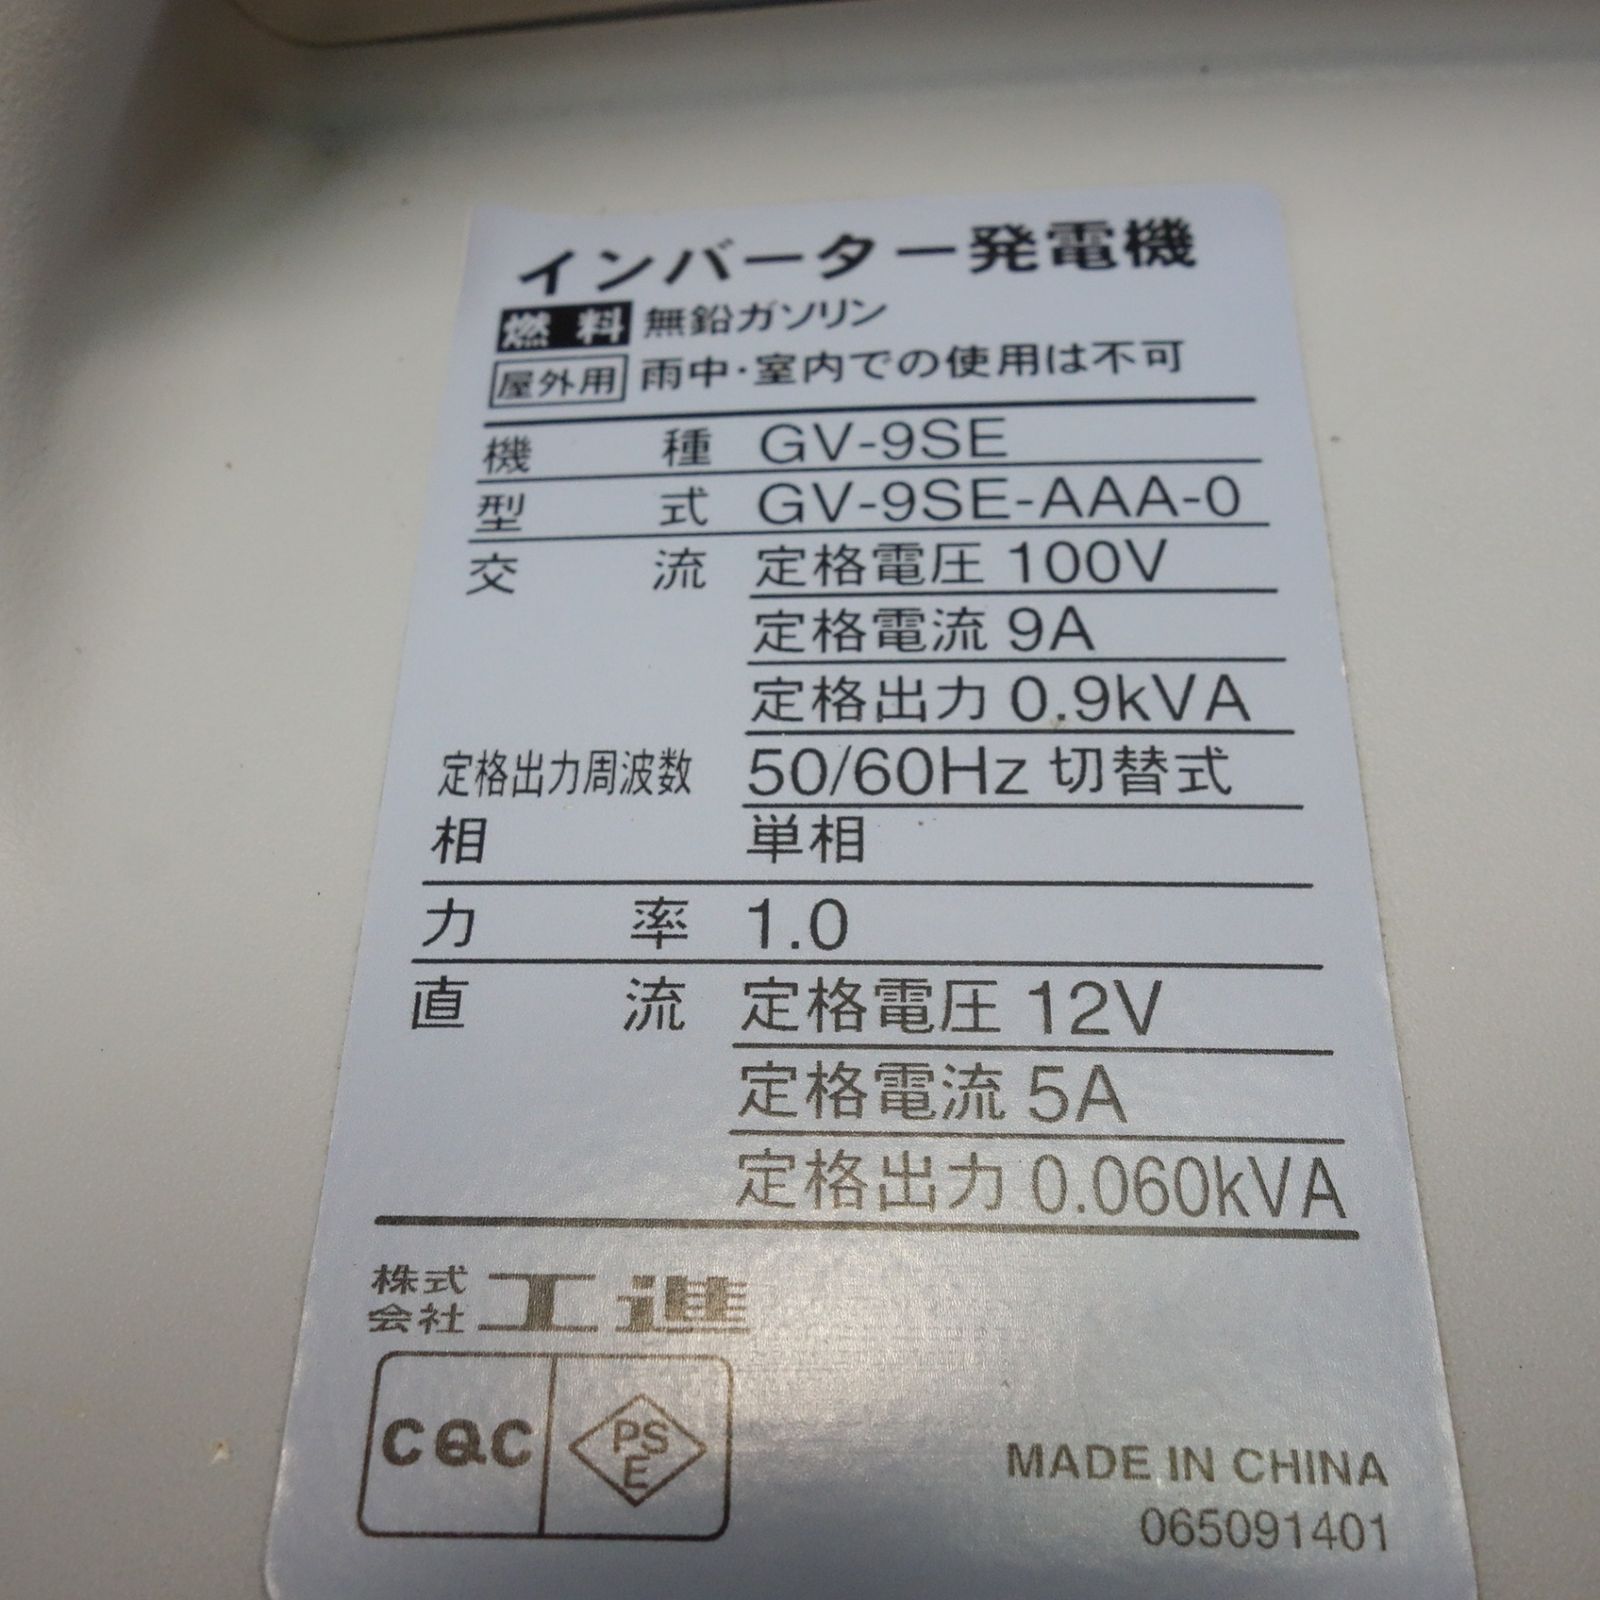 インバーター発電機
燃料 無鉛ガソリン
屋外用 雨中・室内での使用は不可
機種 GV-9SE
型式 GV-9SE-AAA-0
交流 定格電圧 100V
定格電流 9A
定格出力 0.9kVA
定格出力周波数 50/60Hz 切替式
相 単相
力率 1.0
直流 定格電圧 12V
定格電流 5A
定格出力 0.060kVA
株式会社 工進
CQC PSE
MADE IN CHINA
065091401